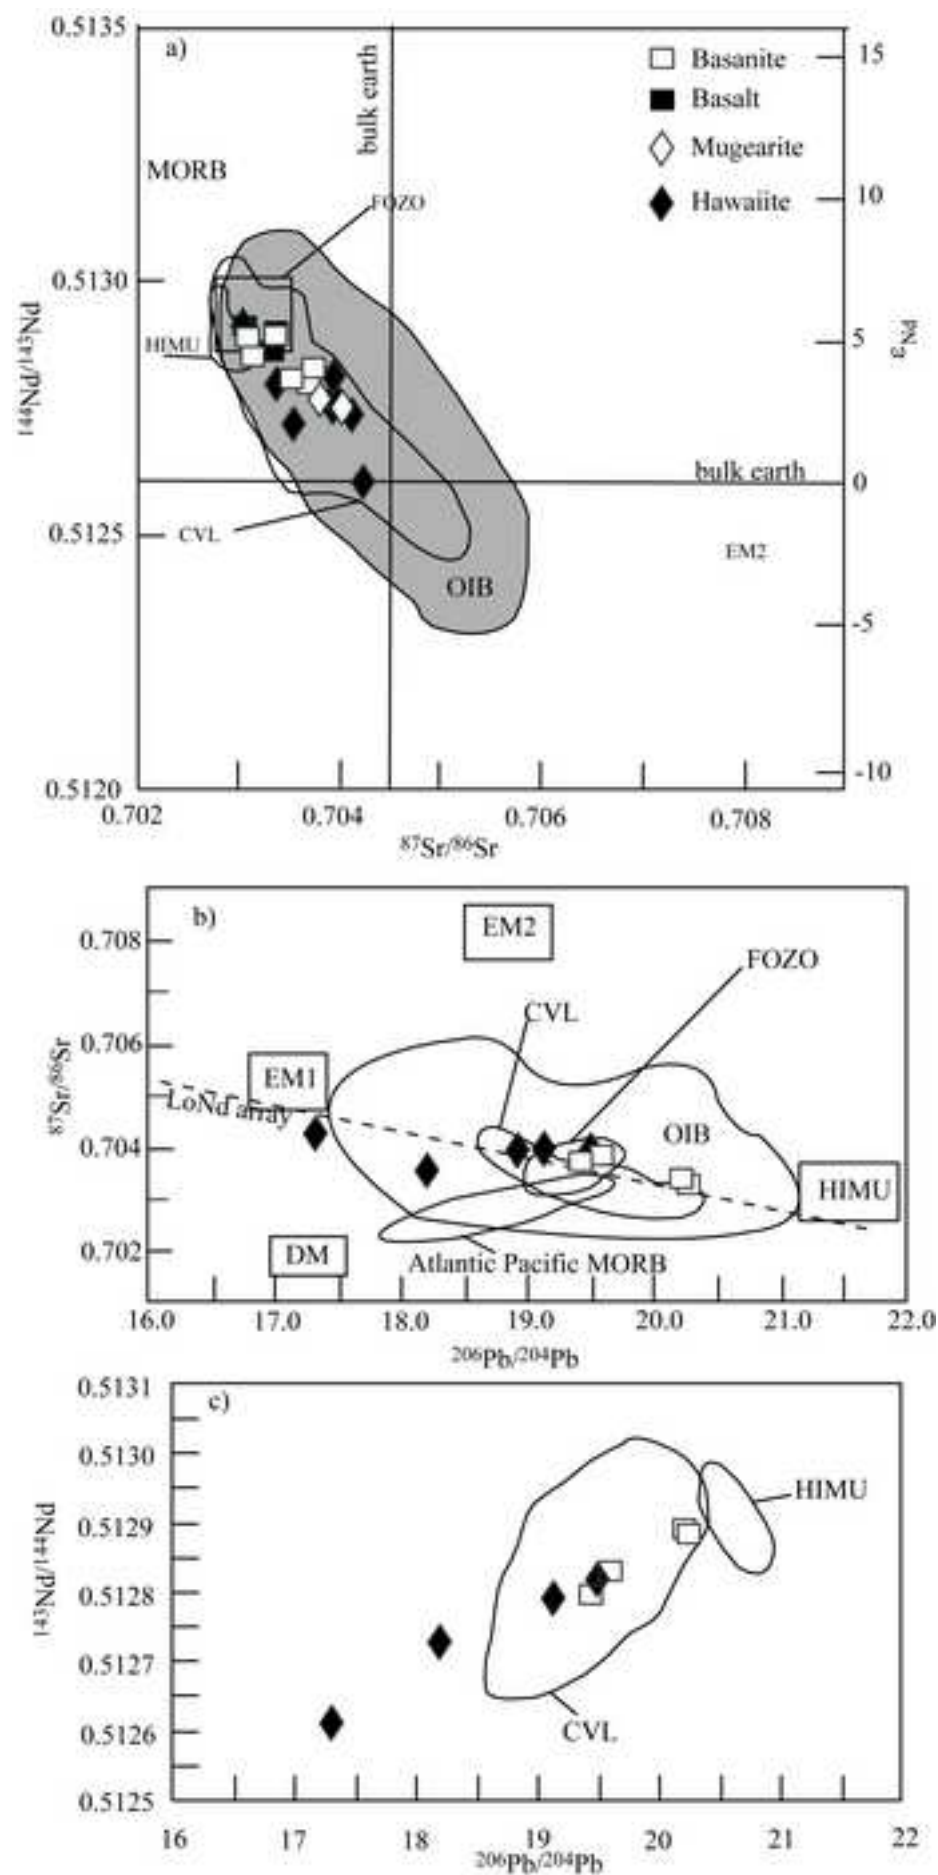 0.5135
a)
bulk earth
15
Basanite
Basalt
Mugearite
Hawaiite
MORB
FOZO
10
0.5130
¹⁴⁴Nd/¹⁴³Nd
HIMU
5
εNd
bulk earth
0
CVL
0.5125
EM2
OIB
-5
-10
0.5120
0.702
0.704
0.706
0.708
⁸⁷Sr/⁸⁶Sr
b)
EM2
0.708
FOZO
CVL
0.706
⁸⁷Sr/⁸⁶Sr
EM1
LoNd array
OIB
0.704
HIMU
DM
Atlantic Pacific MORB
0.702
16.0
17.0
18.0
19.0
20.0
21.0
22.0
²⁰⁶Pb/²⁰⁴Pb
0.5131
c)
0.5130
HIMU
0.5129
¹⁴³Nd/¹⁴⁴Nd
0.5128
0.5127
CVL
0.5126
0.5125
16
17
18
19
20
21
22
²⁰⁶Pb/²⁰⁴Pb